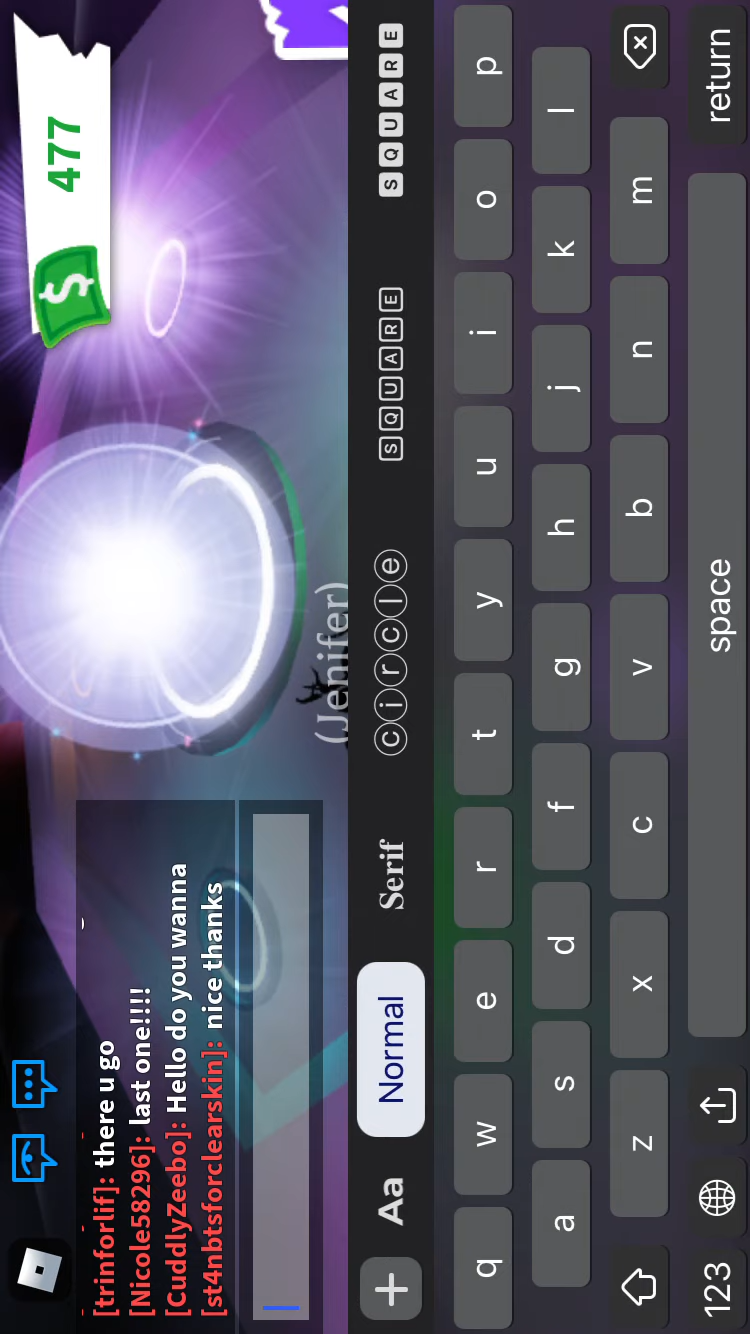 477
[trinforlif]: there u go
[Nicole58296]: last one!!!!
[CuddlyZeebo]: Hello do you wanna
[st4nbtsforclearskin]: nice thanks
(Jenifer)
Aa Normal Serif ⓒⓘⓡⓒⓛⓔ 🅂🅀🅄🄰🅁🄴 🆂🆀🆄🅰🆁🅴
q w e r t y u i o p
a s d f g h j k l
z x c v b n m
123 space return